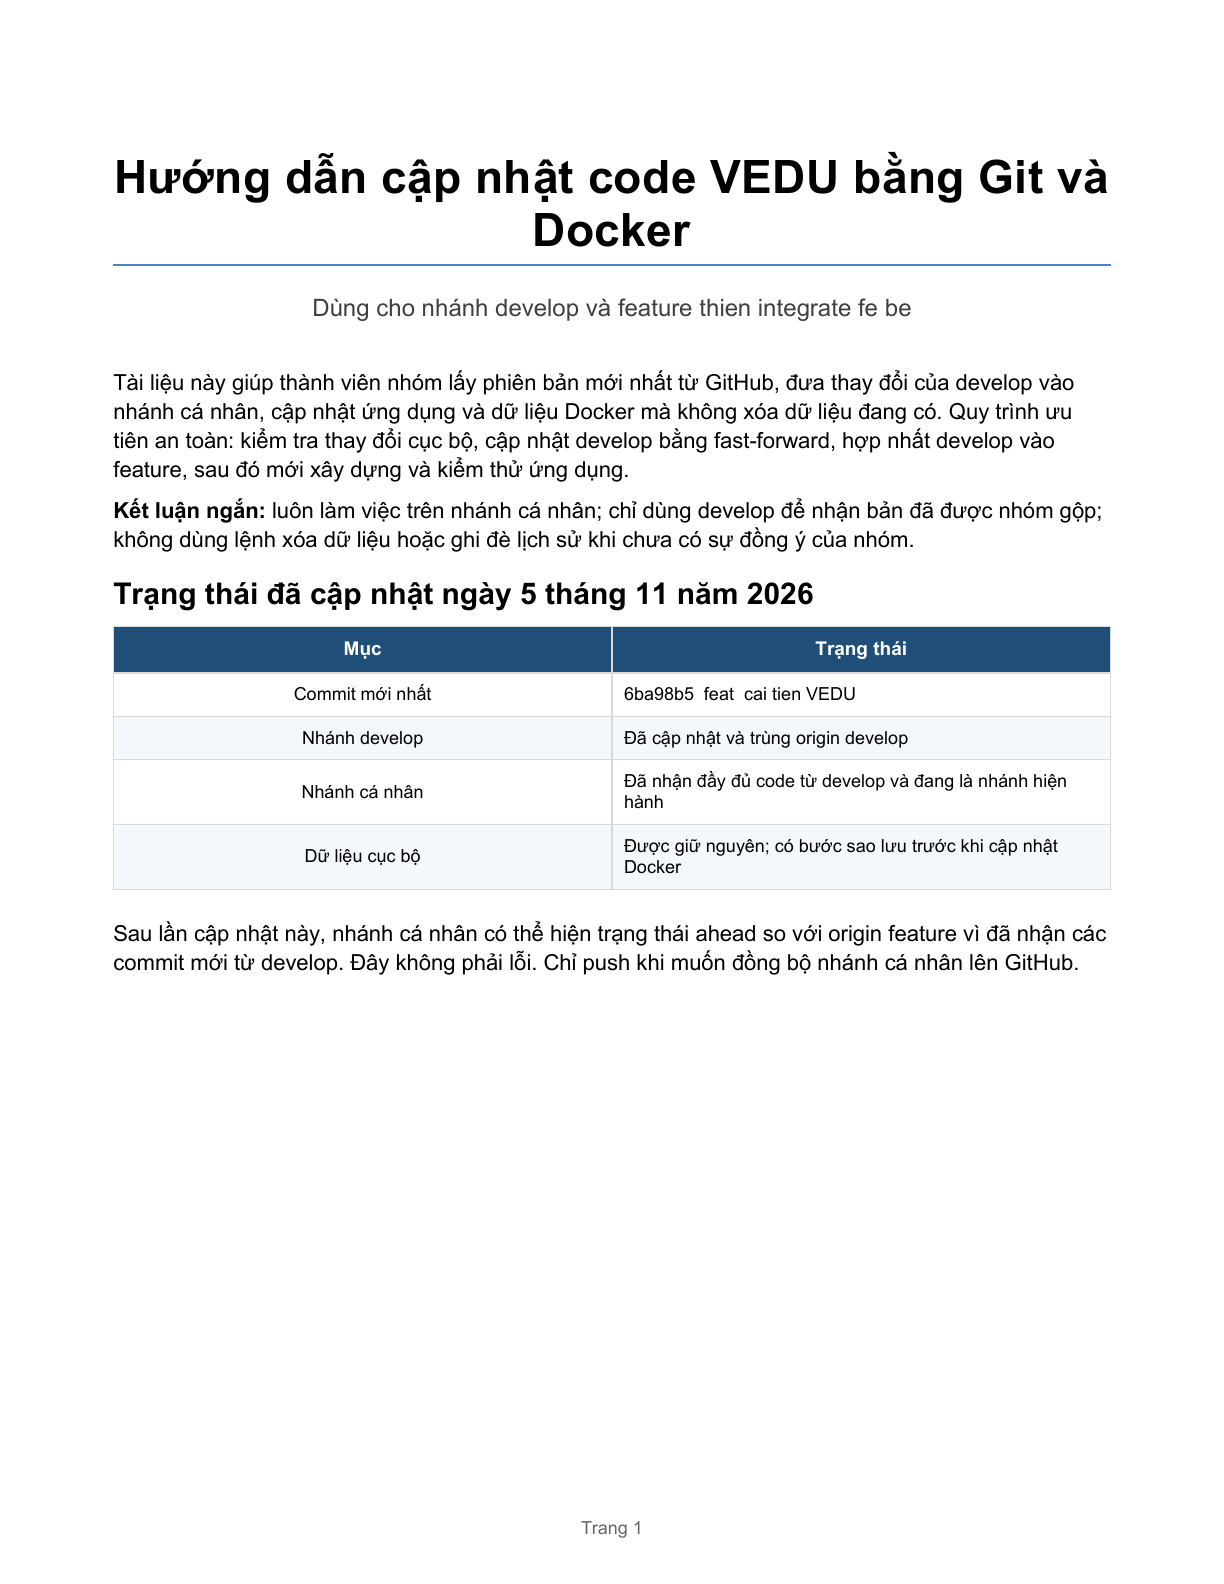 Hướng dẫn cập nhật code VEDU bằng Git và
Docker
Dùng cho nhánh develop và feature thien integrate fe be
Tài liệu này giúp thành viên nhóm lấy phiên bản mới nhất từ GitHub, đưa thay đổi của develop vào
nhánh cá nhân, cập nhật ứng dụng và dữ liệu Docker mà không xóa dữ liệu đang có. Quy trình ưu
tiên an toàn: kiểm tra thay đổi cục bộ, cập nhật develop bằng fast-forward, hợp nhất develop vào
feature, sau đó mới xây dựng và kiểm thử ứng dụng.
Kết luận ngắn: luôn làm việc trên nhánh cá nhân; chỉ dùng develop để nhận bản đã được nhóm gộp;
không dùng lệnh xóa dữ liệu hoặc ghi đè lịch sử khi chưa có sự đồng ý của nhóm.
Trạng thái đã cập nhật ngày 5 tháng 11 năm 2026
Mục Trạng thái
Commit mới nhất 6ba98b5  feat  cai tien VEDU
Nhánh develop Đã cập nhật và trùng origin develop
Nhánh cá nhân Đã nhận đầy đủ code từ develop và đang là nhánh hiện
hành
Dữ liệu cục bộ Được giữ nguyên; có bước sao lưu trước khi cập nhật
Docker
Sau lần cập nhật này, nhánh cá nhân có thể hiện trạng thái ahead so với origin feature vì đã nhận các
commit mới từ develop. Đây không phải lỗi. Chỉ push khi muốn đồng bộ nhánh cá nhân lên GitHub.
Trang 1